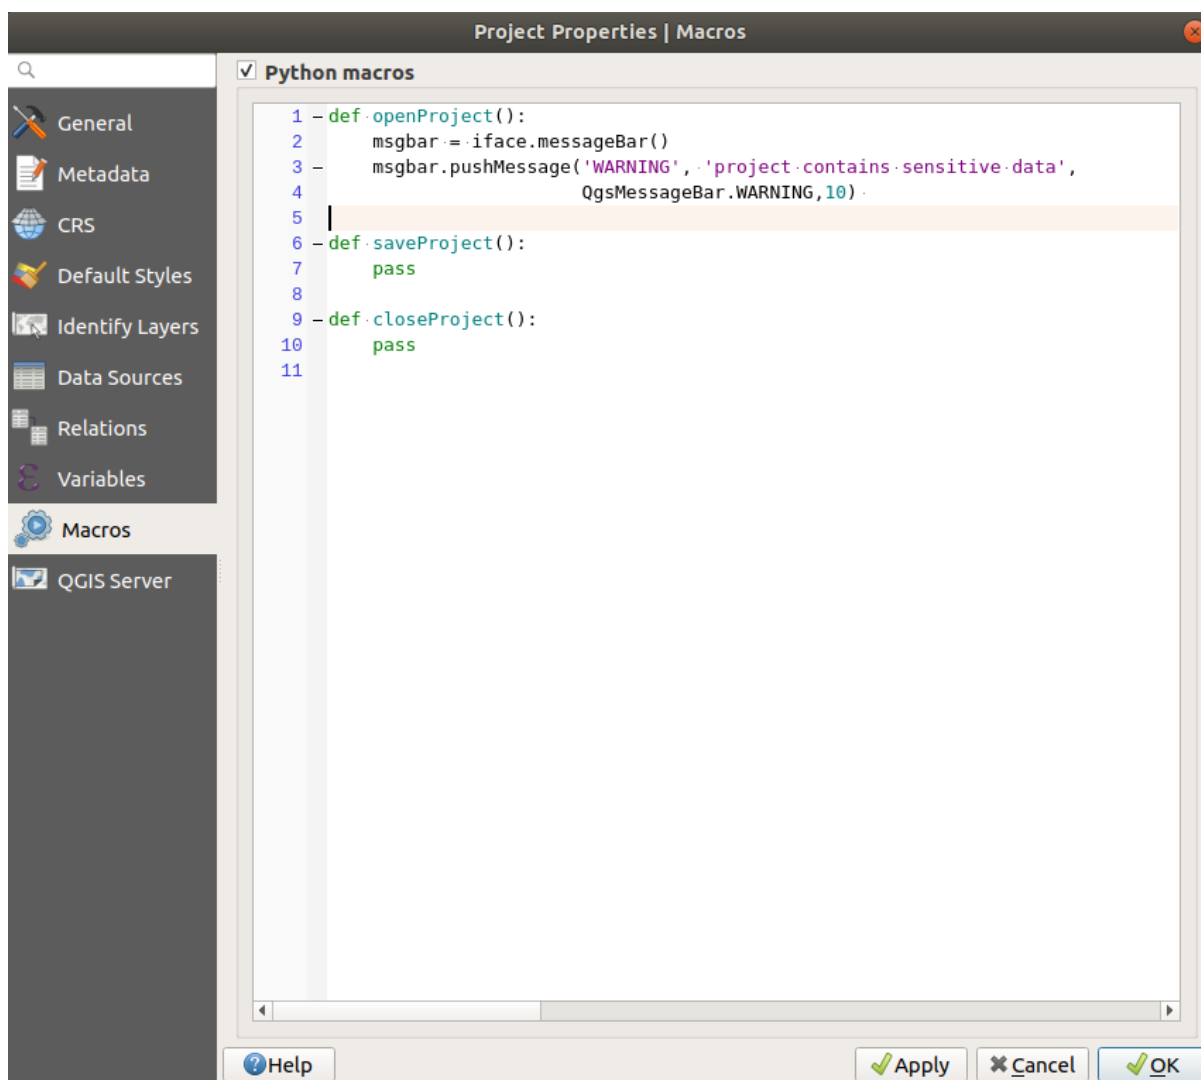 Project Properties | Macros
Python macros
General
Metadata
CRS
Default Styles
Identify Layers
Data Sources
Relations
Variables
Macros
QGIS Server
1 def openProject():
2     msgbar = iface.messageBar()
3     msgbar.pushMessage('WARNING', 'project contains sensitive data',
4                        QgsMessageBar.WARNING,10)
5
6 def saveProject():
7     pass
8
9 def closeProject():
10     pass
11
Help
Apply
Cancel
OK